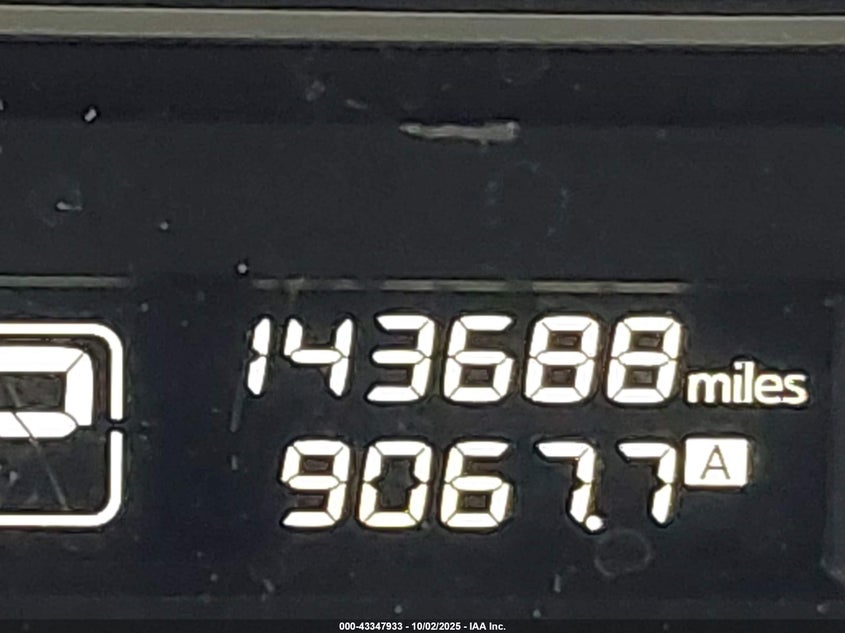 143688 miles
9067.7 A
000-43347933 - 10/02/2025 - IAA Inc.